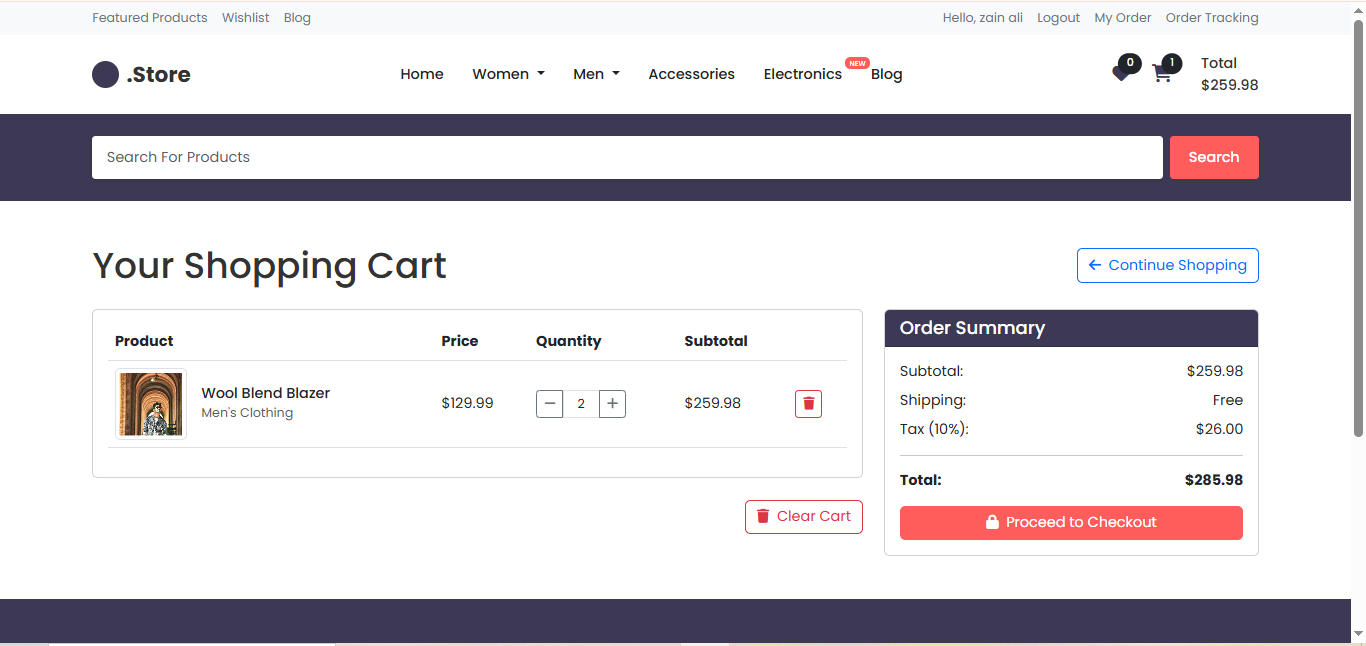 Featured Products Wishlist Blog Hello, zain ali Logout My Order Order Tracking
.Store Home Women Men Accessories Electronics NEW Blog 0 1 Total
$259.98
Search For Products Search
Your Shopping Cart Continue Shopping
Product Price Quantity Subtotal
Wool Blend Blazer
Men's Clothing
$129.99 − 2 + $259.98
Clear Cart
Order Summary
Subtotal: $259.98
Shipping: Free
Tax (10%): $26.00
Total: $285.98
Proceed to Checkout